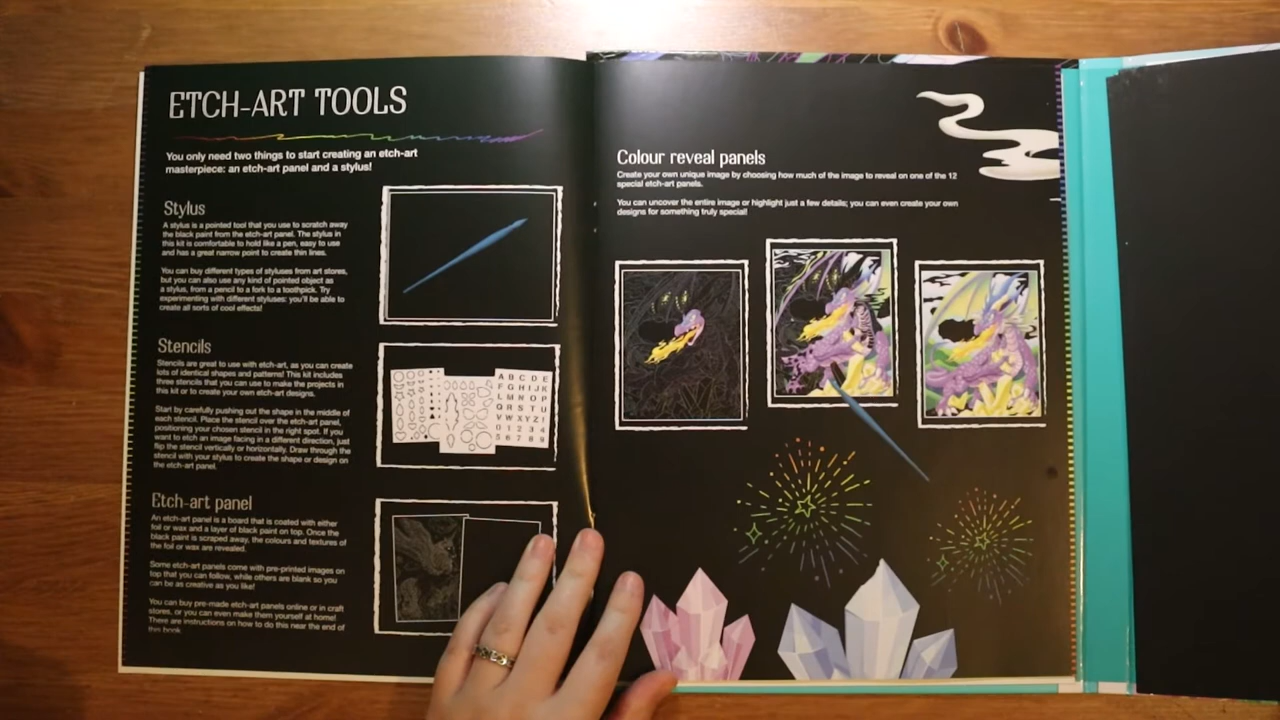 ETCH-ART TOOLS
You only need two things to start creating an etch-art
masterpiece: an etch-art panel and a stylus!
Stylus
A stylus is a pointed tool that you use to scratch away
the black paint from the etch-art panel. The stylus in
this kit is comfortable to hold like a pen, easy to use
and has a great narrow point to create thin lines.
You can buy different types of styluses from art stores,
but you can also use any kind of pointed object as
a stylus, from a pencil to a fork to a toothpick. Try
experimenting with different styluses: you'll be able to
create all sorts of cool effects!
Stencils
Stencils are great to use with etch-art, as you can create
lots of identical shapes and patterns! This kit includes
three stencils that you can use to make the projects in
this kit or to create your own etch-art designs.
Start by carefully pushing out the shape in the middle of
each stencil. Place the stencil over the etch-art panel,
positioning your chosen stencil in the right spot. If you
want to etch an image facing in a different direction, just
flip the stencil vertically or horizontally. Draw through the
stencil with your stylus to create the shape or design on
the etch-art panel.
A B C D E
F G H I J K
L M N O P
Q R S T U
V W X Y Z !
0 1 2 3 4
5 6 7 8 9
Etch-art panel
An etch-art panel is a board that is coated with either
foil or wax and a layer of black paint on top. Once the
black paint is scraped away, the colours and textures of
the foil or wax are revealed.
Some etch-art panels come with pre-printed images on
top that you can follow, while others are blank so you
can be as creative as you like!
You can buy pre-made etch-art panels online or in craft
stores, or you can even make them yourself at home!
There are instructions on how to do this near the end of
this book.
Colour reveal panels
Create your own unique image by choosing how much of the image to reveal on one of the 12
special etch-art panels.
You can uncover the entire image or highlight just a few details; you can even create your own
designs for something truly special!